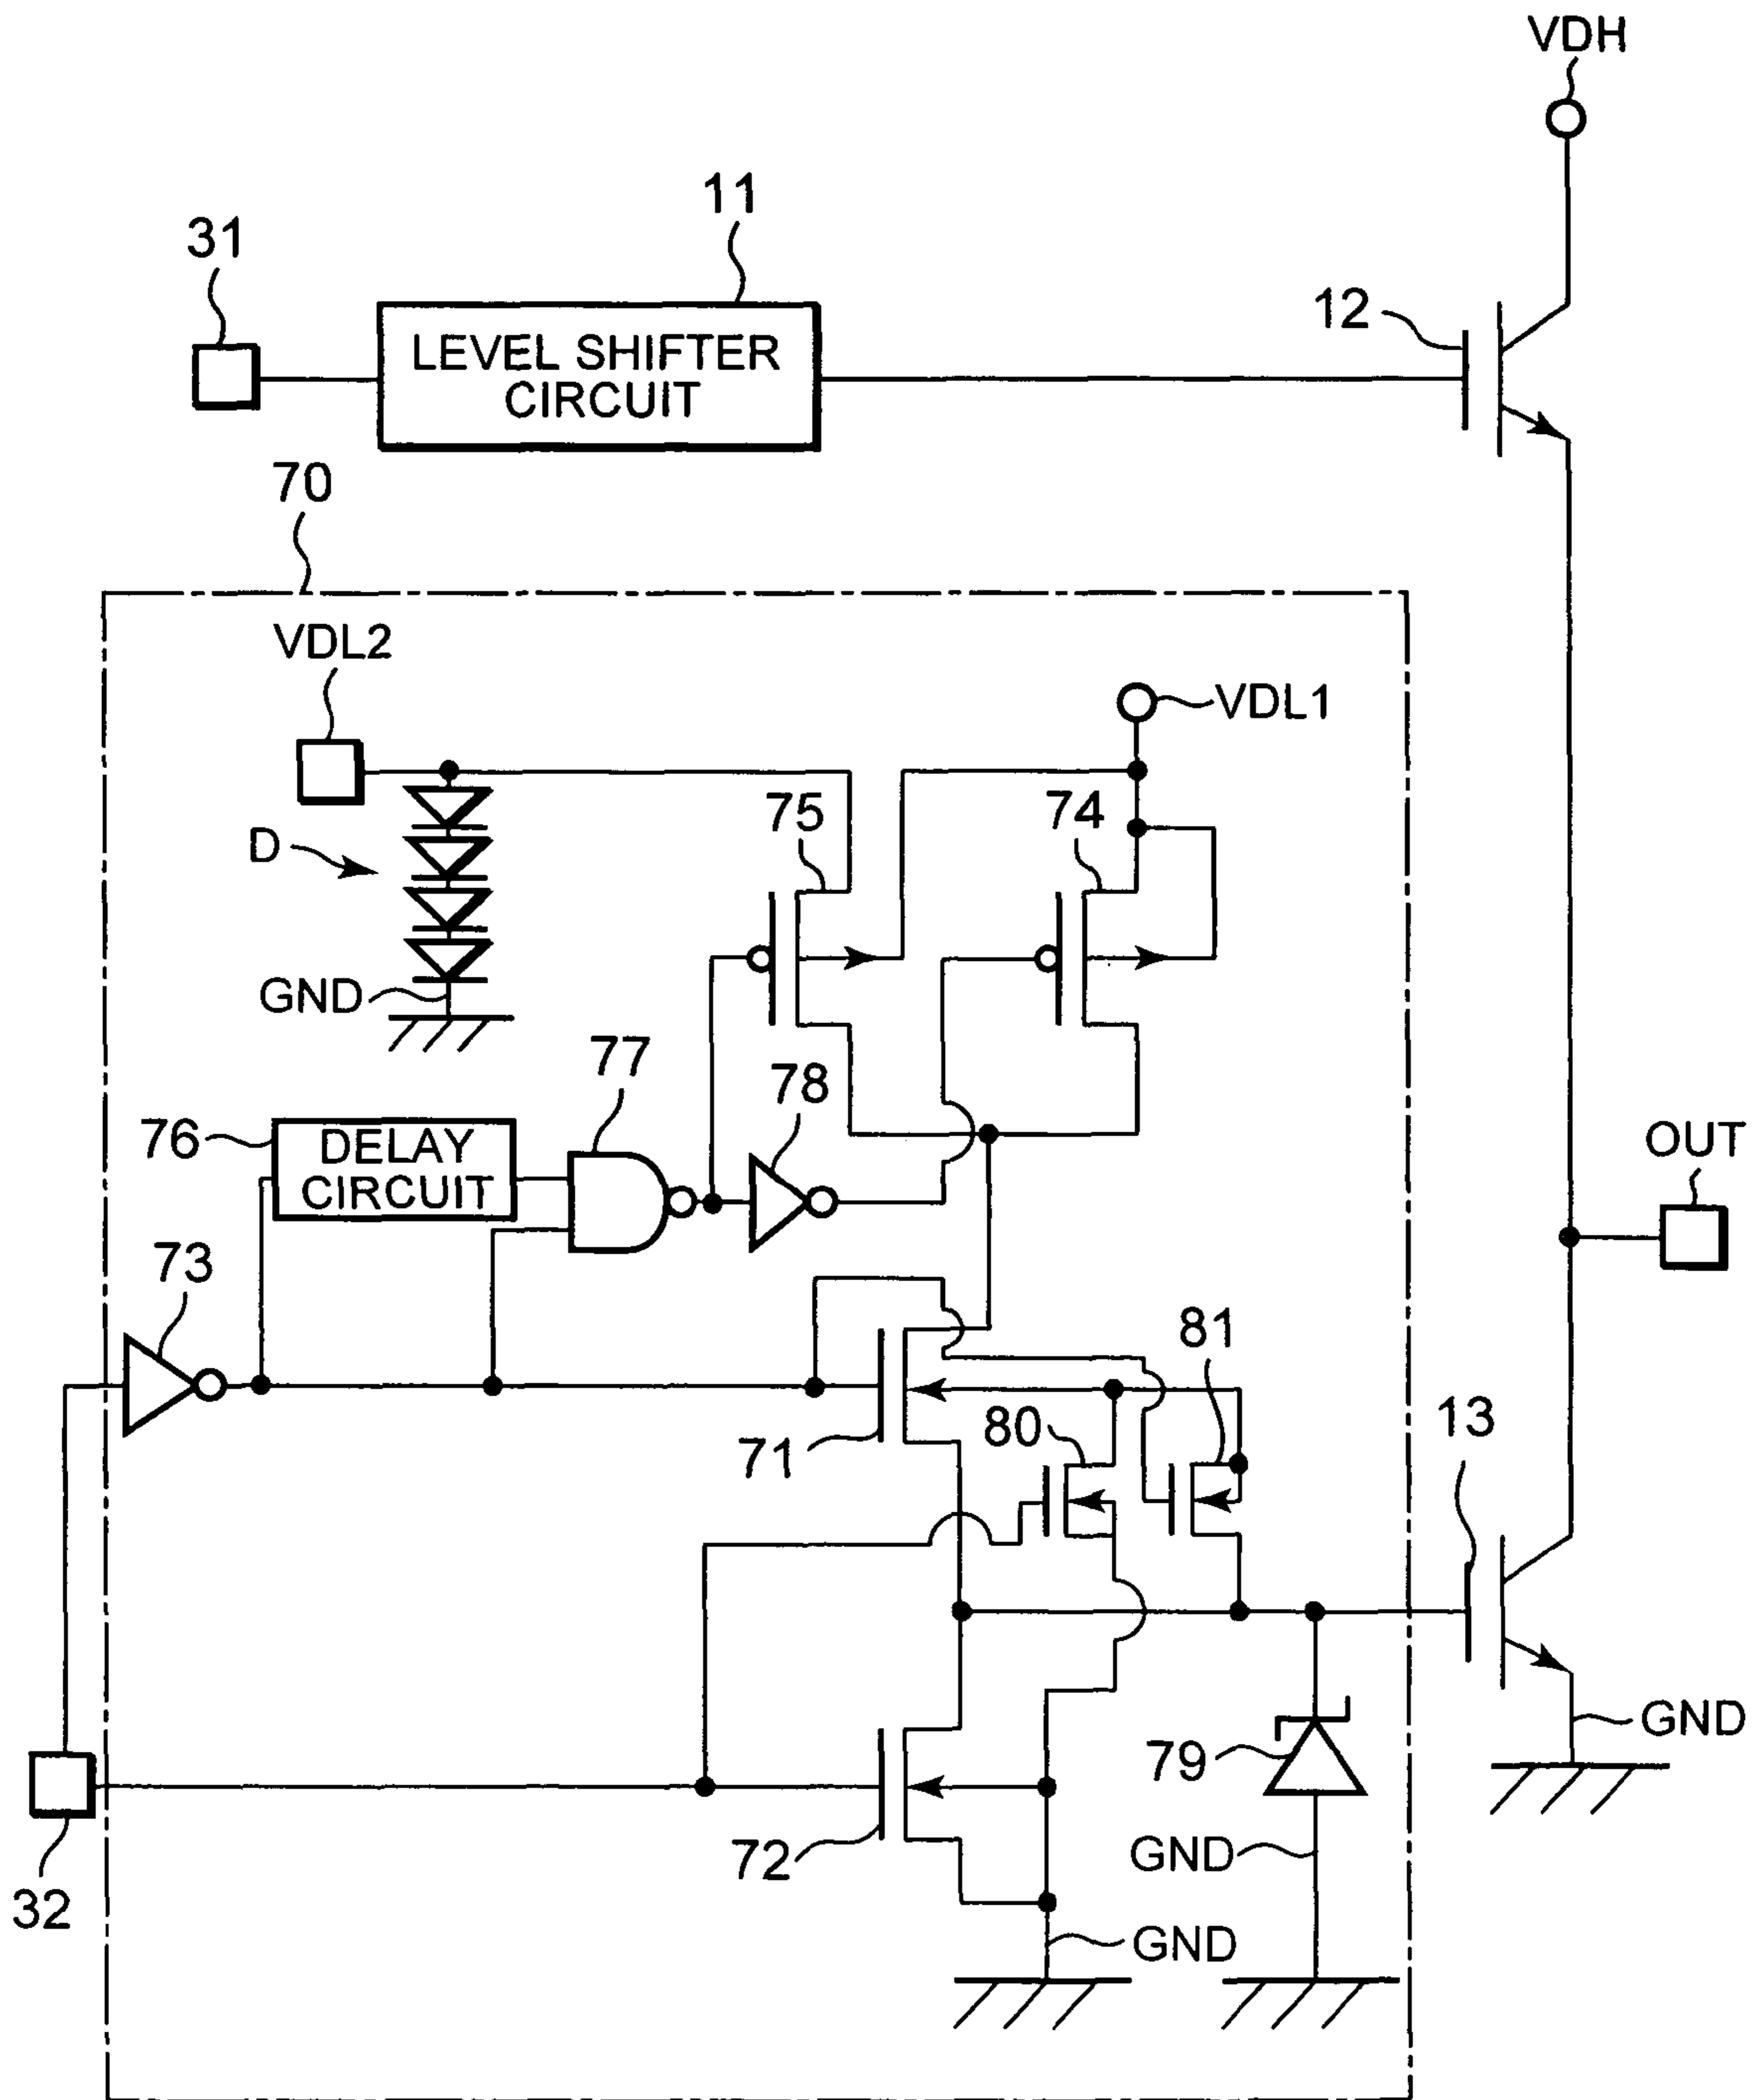 VDH
11
31
12
LEVEL SHIFTER
CIRCUIT
70
VDL2
VDL1
75
74
D
GND
77
78
76
DELAY
CIRCUIT
OUT
73
81
80
13
71
GND
79
72
GND
32
GND